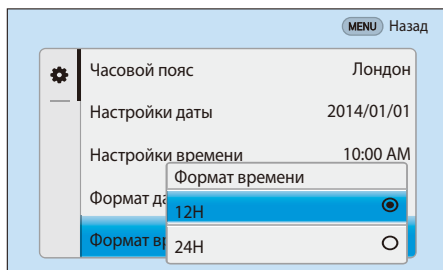 MENU Назад
Часовой пояс Лондон
Настройки даты 2014/01/01
Настройки времени 10:00 AM
Формат времени
Формат да
12H
Формат вр
24H